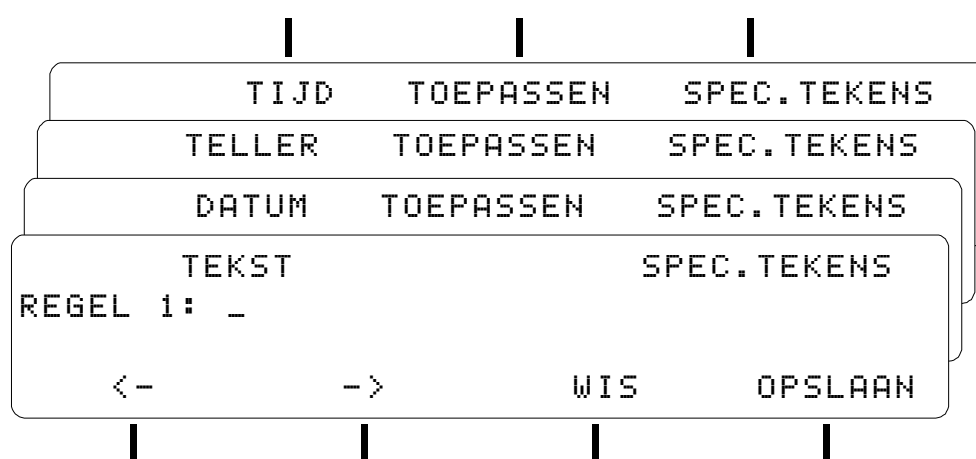 TIJD TOEPASSEN SPEC.TEKENS
TELLER TOEPASSEN SPEC.TEKENS
DATUM TOEPASSEN SPEC.TEKENS
TEKST SPEC.TEKENS
REGEL 1: _
<- -> WIS OPSLAAN